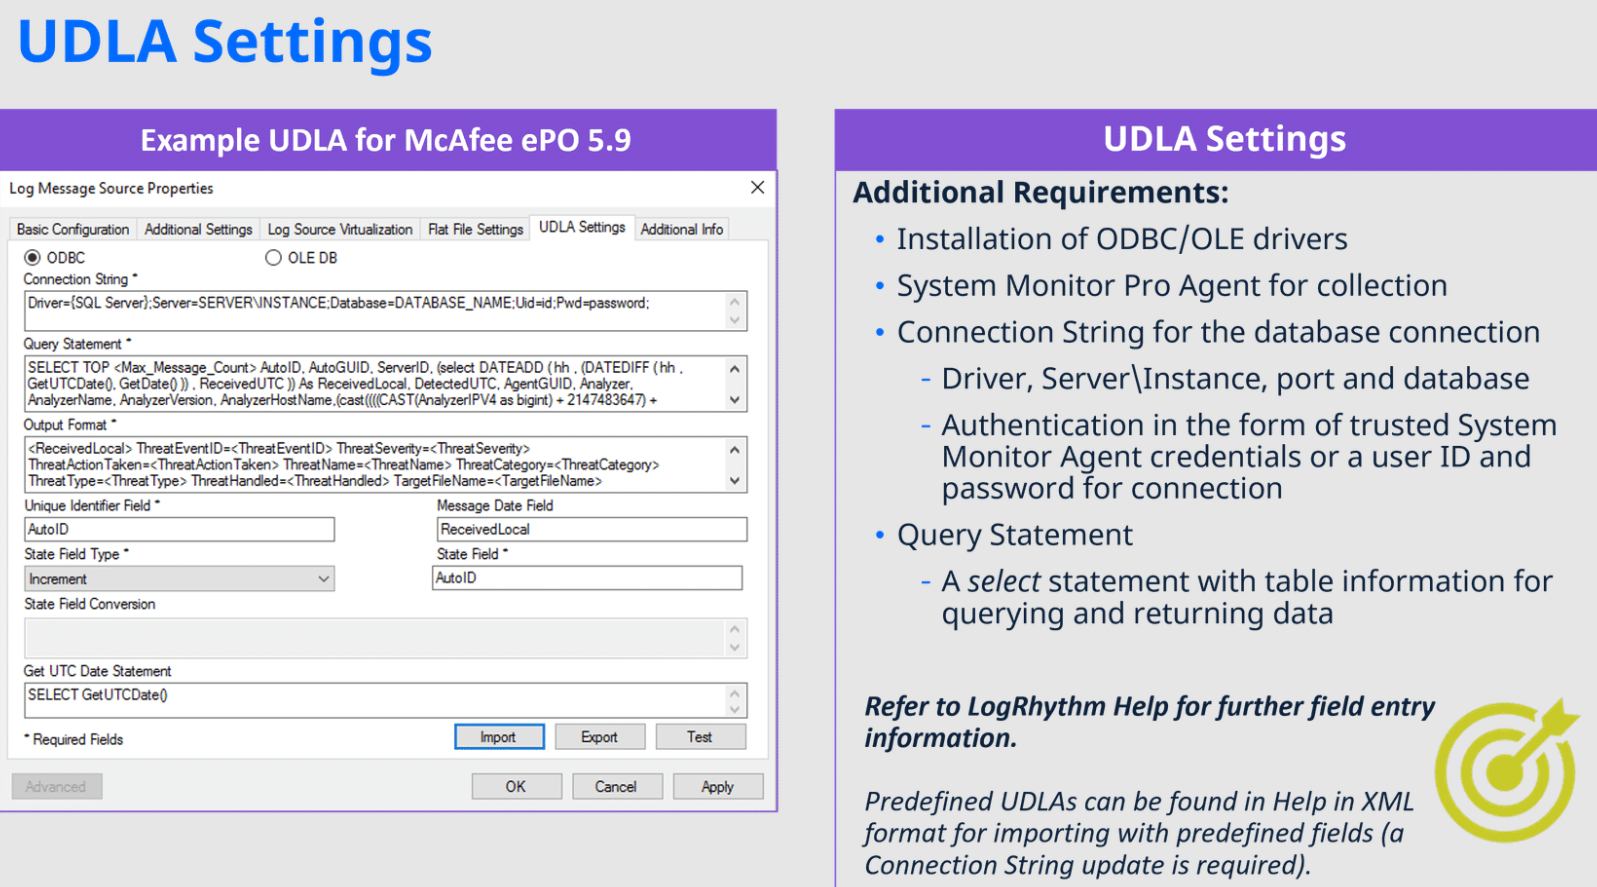 UDLA Settings
Example UDLA for McAfee ePO 5.9
Log Message Source Properties
Basic Configuration Additional Settings Log Source Virtualization Flat File Settings UDLA Settings Additional Info
ODBC OLE DB
Connection String *
Driver={SQL Server};Server=SERVER\INSTANCE;Database=DATABASE_NAME;Uid=id;Pwd=password;
Query Statement *
SELECT TOP <Max_Message_Count> AutoID, AutoGUID, ServerID, (select DATEADD ( hh , (DATEDIFF ( hh ,
GetUTCDate(), GetDate() )) , ReceivedUTC )) As ReceivedLocal, DetectedUTC, AgentGUID, Analyzer,
AnalyzerName, AnalyzerVersion, AnalyzerHostName,(cast((((CAST(AnalyzerIPV4 as bigint) + 2147483647) +
Output Format *
<ReceivedLocal> ThreatEventID=<ThreatEventID> ThreatSeverity=<ThreatSeverity>
ThreatActionTaken=<ThreatActionTaken> ThreatName=<ThreatName> ThreatCategory=<ThreatCategory>
ThreatType=<ThreatType> ThreatHandled=<ThreatHandled> TargetFileName=<TargetFileName>
Unique Identifier Field * Message Date Field
AutoID ReceivedLocal
State Field Type * State Field *
Increment AutoID
State Field Conversion
Get UTC Date Statement
SELECT GetUTCDate()
* Required Fields Import Export Test
Advanced OK Cancel Apply
UDLA Settings
Additional Requirements:
• Installation of ODBC/OLE drivers
• System Monitor Pro Agent for collection
• Connection String for the database connection
- Driver, Server\Instance, port and database
- Authentication in the form of trusted System
Monitor Agent credentials or a user ID and
password for connection
• Query Statement
- A select statement with table information for
querying and returning data
Refer to LogRhythm Help for further field entry
information.
Predefined UDLAs can be found in Help in XML
format for importing with predefined fields (a
Connection String update is required).